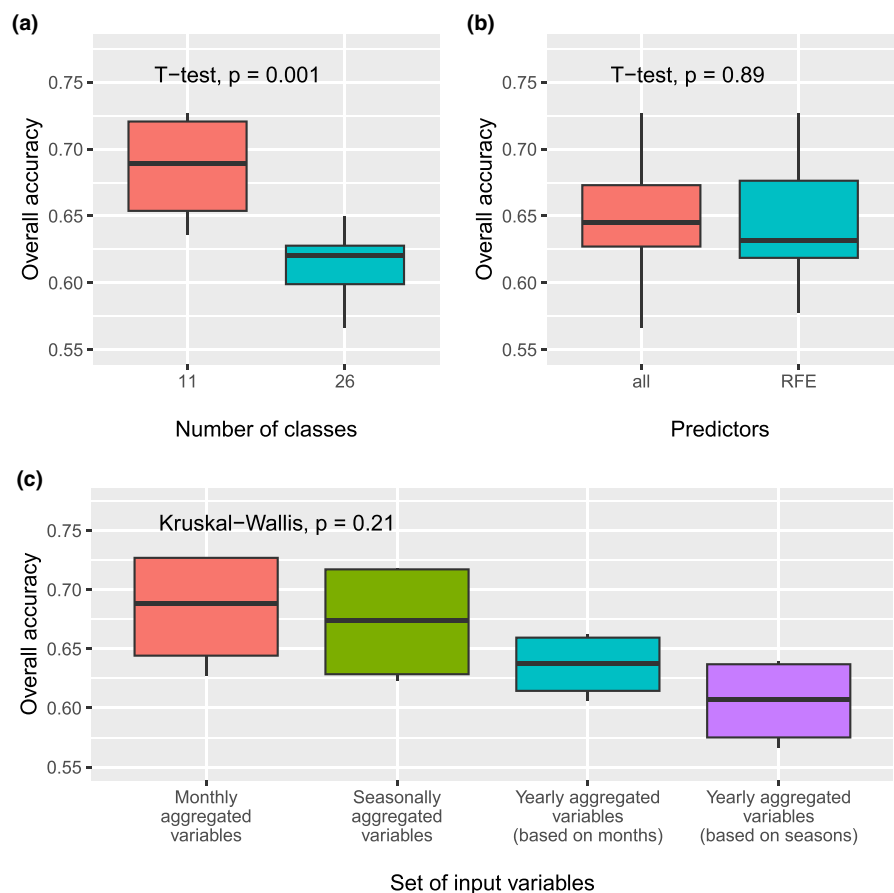 (a)
T−test, p = 0.001
0.75
0.70
0.65
0.60
0.55
Overall accuracy
11
26
Number of classes
(b)
T−test, p = 0.89
0.75
0.70
0.65
0.60
0.55
Overall accuracy
all
RFE
Predictors
(c)
Kruskal−Wallis, p = 0.21
0.75
0.70
0.65
0.60
0.55
Overall accuracy
Monthly
aggregated
variables
Seasonally
aggregated
variables
Yearly aggregated
variables
(based on months)
Yearly aggregated
variables
(based on seasons)
Set of input variables